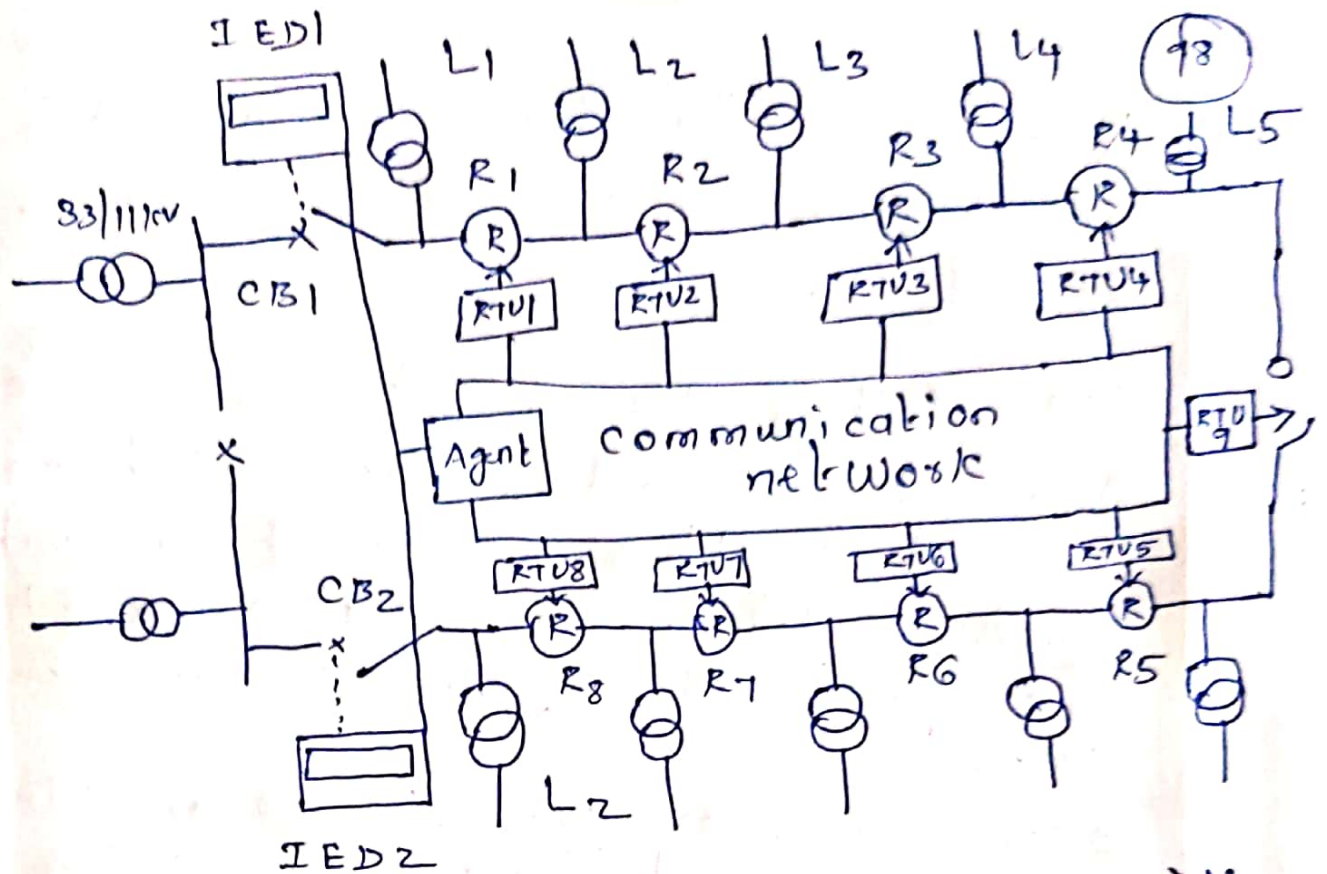 IED1
L1
L2
L3
L4
98
L5
R1
R2
R3
R4
R
R
R
R
33/11kv
CB1
RTU1
RTU2
RTU3
RTU4
Agent
Communication
network
RTU
9
RTU8
RTU7
RTU6
RTU5
CB2
R
R
R
R
R8
R7
R6
R5
L2
IED2